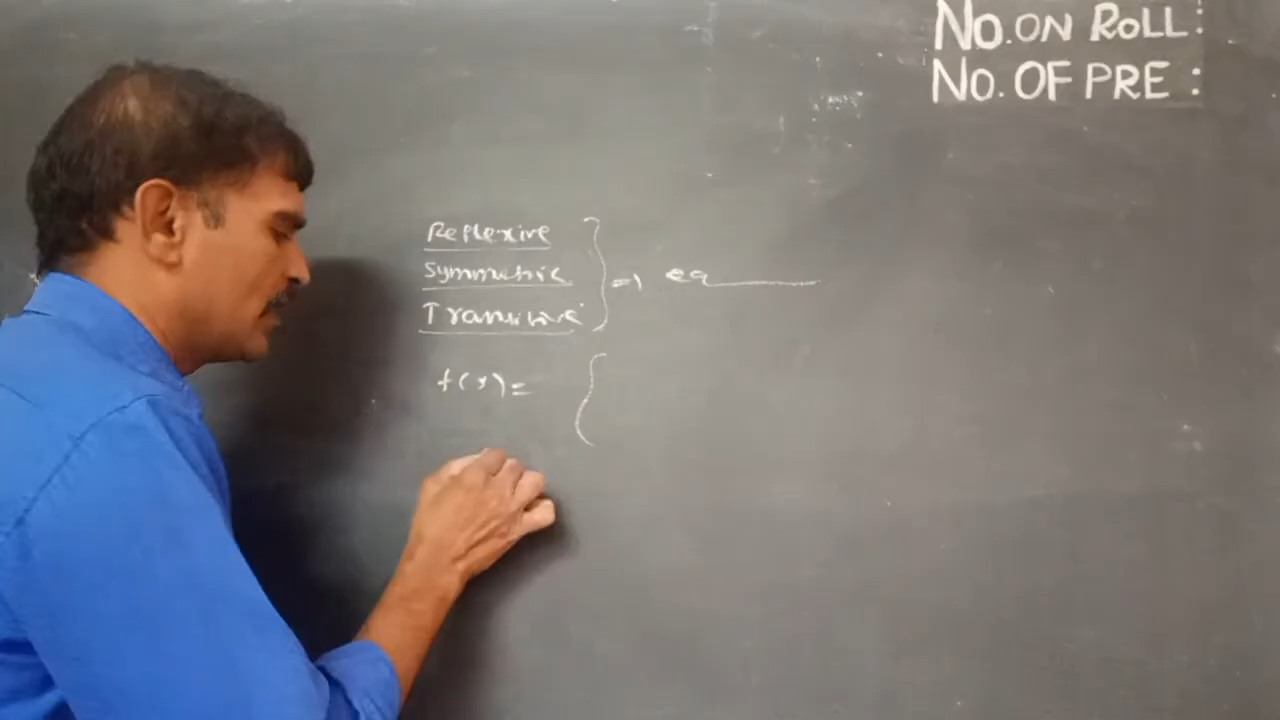 No. ON ROLL :
No. OF PRE :
Reflexive
Symmetric
Transitive
} => eq
f(x) = {